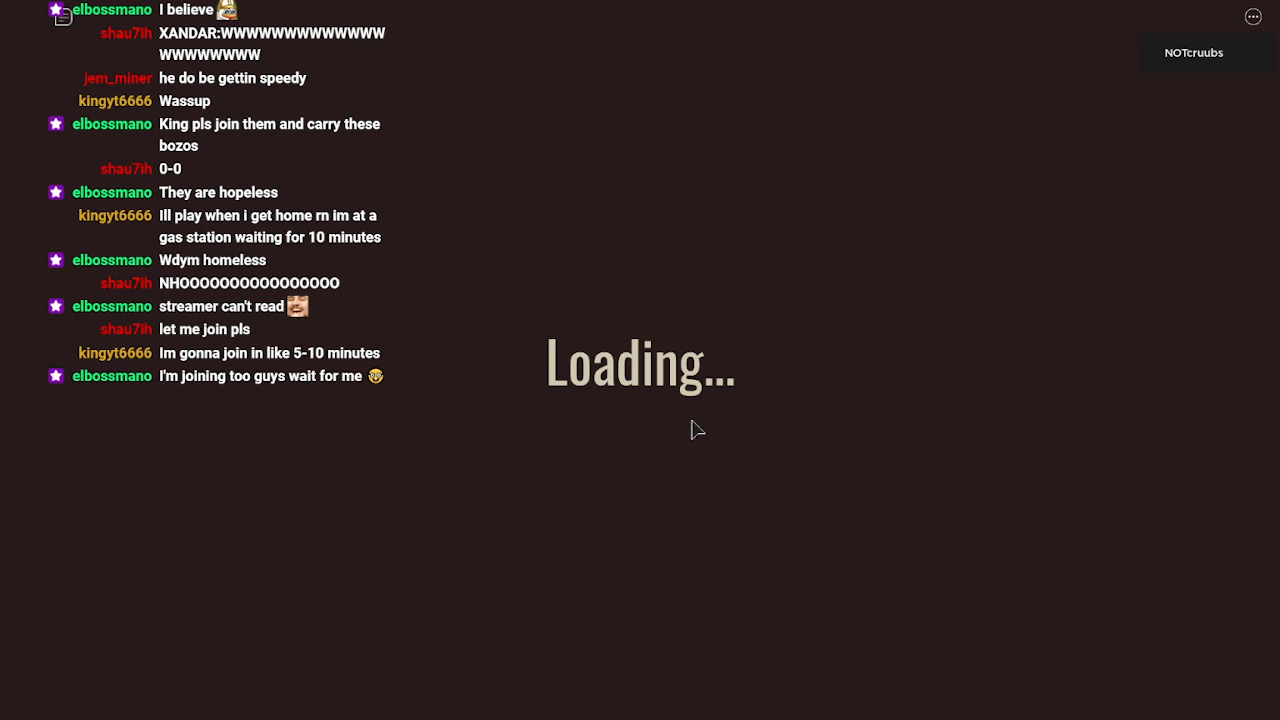 elbossmano I believe
NOTcruubs
shau7ih XANDAR:WWWWWWWWWWWWW
WWWWWWWW
jem_miner he do be gettin speedy
kingyt6666 Wassup
elbossmano King pls join them and carry these
bozos
shau7ih 0-0
elbossmano They are hopeless
kingyt6666 Ill play when i get home rn im at a
gas station waiting for 10 minutes
elbossmano Wdym homeless
shau7ih NHOOOOOOOOOOOOOOOO
elbossmano streamer can't read
shau7ih let me join pls
kingyt6666 Im gonna join in like 5-10 minutes
elbossmano I'm joining too guys wait for me 🤓
Loading...